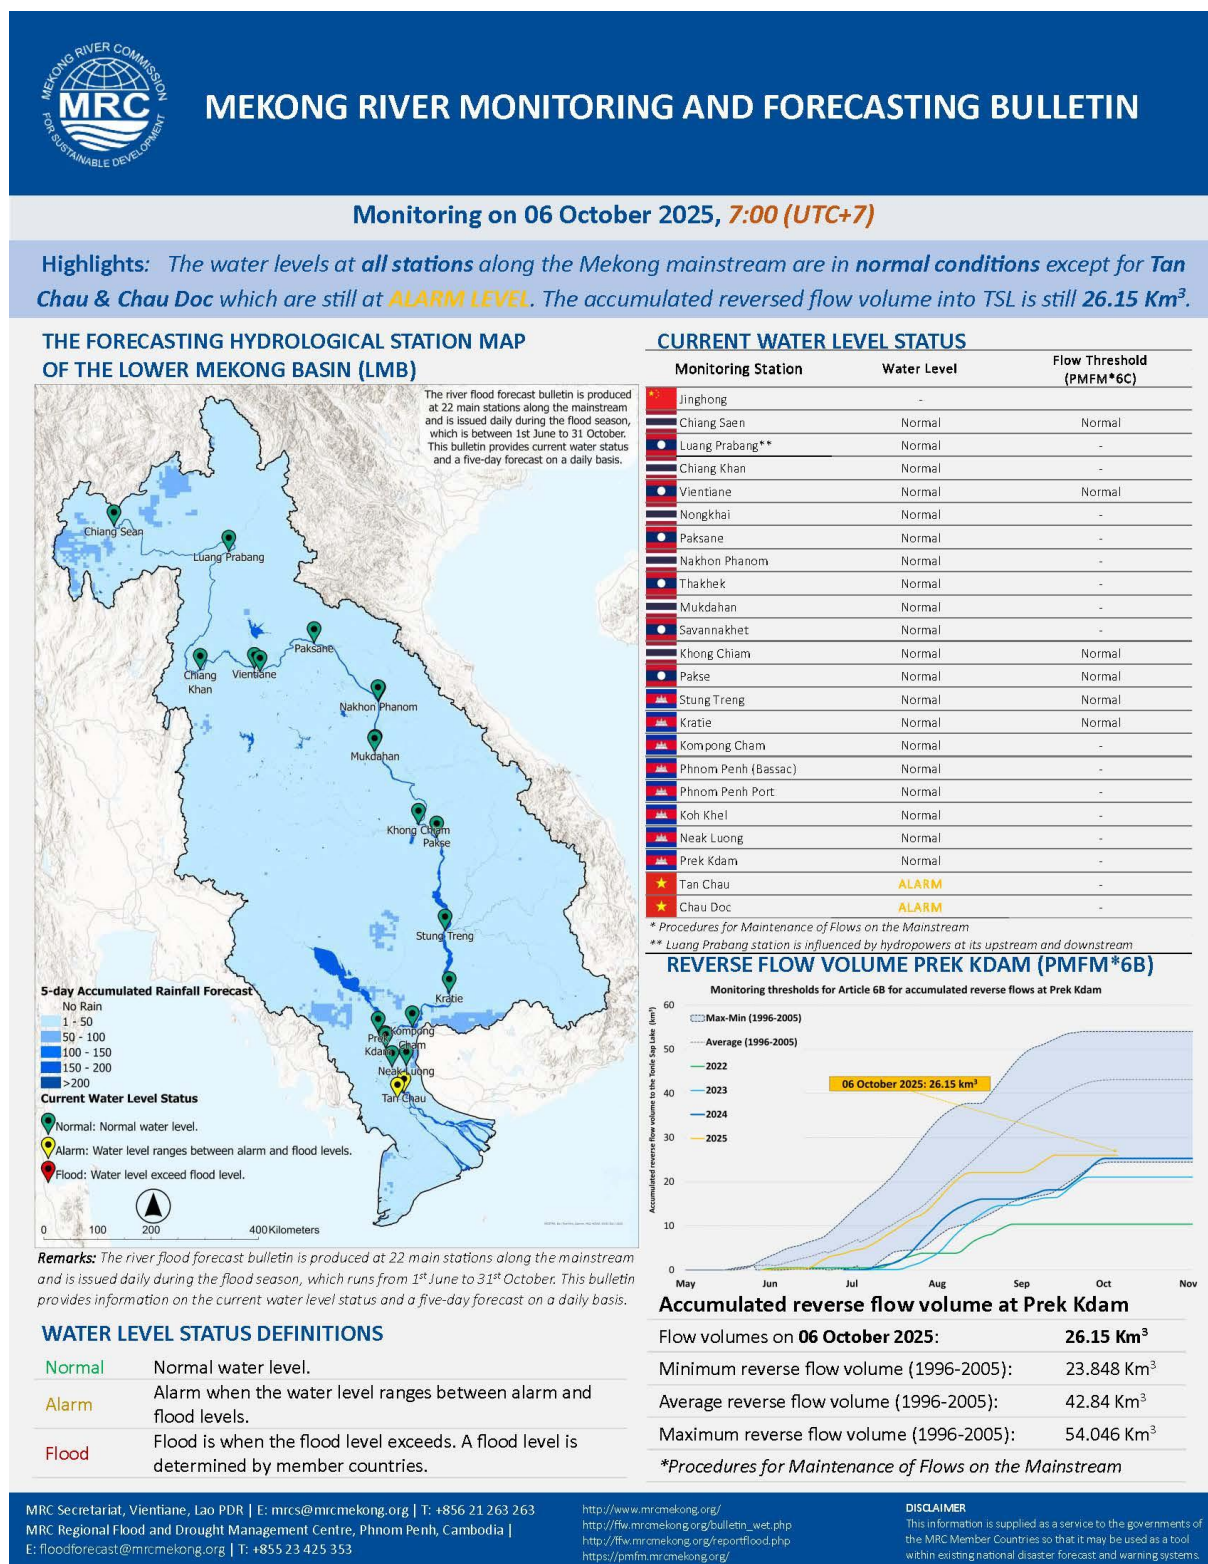 MEKONG RIVER COMMISSION
MRC
FOR SUSTAINABLE DEVELOPMENT
MEKONG RIVER MONITORING AND FORECASTING BULLETIN
Monitoring on 06 October 2025, 7:00 (UTC+7)
Highlights: The water levels at all stations along the Mekong mainstream are in normal conditions except for Tan
Chau & Chau Doc which are still at ALARM LEVEL. The accumulated reversed flow volume into TSL is still 26.15 Km³.
THE FORECASTING HYDROLOGICAL STATION MAP
OF THE LOWER MEKONG BASIN (LMB)
The river flood forecast bulletin is produced
at 22 main stations along the mainstream
and is issued daily during the flood season,
which is between 1st June to 31 October.
This bulletin provides current water status
and a five-day forecast on a daily basis.
Chiang Sean
Luang Prabang
Paksane
Chiang
Khan
Vientiane
Nakhon Phanom
Mukdahan
Khong Chiam
Pakse
Stung Treng
Kratie
Kompong
Cham
Prek
Kdam
Neak Luong
Tan Chau
5-day Accumulated Rainfall Forecast
No Rain
1 - 50
50 - 100
100 - 150
150 - 200
>200
Current Water Level Status
Normal: Normal water level.
Alarm: Water level ranges between alarm and flood levels.
Flood: Water level exceed flood level.
0 100 200 400 Kilometers
Remarks: The river flood forecast bulletin is produced at 22 main stations along the mainstream
and is issued daily during the flood season, which runs from 1st June to 31st October. This bulletin
provides information on the current water level status and a five-day forecast on a daily basis.
WATER LEVEL STATUS DEFINITIONS
Normal Normal water level.
Alarm Alarm when the water level ranges between alarm and
flood levels.
Flood Flood is when the flood level exceeds. A flood level is
determined by member countries.
CURRENT WATER LEVEL STATUS
Monitoring Station Water Level Flow Threshold
(PMFM*6C)
Jinghong -
Chiang Saen Normal Normal
Luang Prabang** Normal -
Chiang Khan Normal -
Vientiane Normal Normal
Nongkhai Normal -
Paksane Normal -
Nakhon Phanom Normal -
Thakhek Normal -
Mukdahan Normal -
Savannakhet Normal -
Khong Chiam Normal Normal
Pakse Normal Normal
Stung Treng Normal Normal
Kratie Normal Normal
Kompong Cham Normal -
Phnom Penh (Bassac) Normal -
Phnom Penh Port Normal -
Koh Khel Normal -
Neak Luong Normal -
Prek Kdam Normal -
Tan Chau ALARM -
Chau Doc ALARM -
* Procedures for Maintenance of Flows on the Mainstream
** Luang Prabang station is influenced by hydropowers at its upstream and downstream
REVERSE FLOW VOLUME PREK KDAM (PMFM*6B)
Monitoring thresholds for Article 6B for accumulated reverse flows at Prek Kdam
Accumulated reverse flow volume to the Tonle Sap Lake (km³)
60
50
40
30
20
10
0
Max-Min (1996-2005)
Average (1996-2005)
2022
2023
2024
2025
06 October 2025: 26.15 km³
May Jun Jul Aug Sep Oct Nov
Accumulated reverse flow volume at Prek Kdam
Flow volumes on 06 October 2025: 26.15 Km³
Minimum reverse flow volume (1996-2005): 23.848 Km³
Average reverse flow volume (1996-2005): 42.84 Km³
Maximum reverse flow volume (1996-2005): 54.046 Km³
*Procedures for Maintenance of Flows on the Mainstream
MRC Secretariat, Vientiane, Lao PDR | E: mrcs@mrcmekong.org | T: +856 21 263 263
MRC Regional Flood and Drought Management Centre, Phnom Penh, Cambodia |
E: floodforecast@mrcmekong.org | T: +855 23 425 353
http://www.mrcmekong.org/
http://ffw.mrcmekong.org/bulletin_wet.php
http://ffw.mrcmekong.org/reportflood.php
https://pmfm.mrcmekong.org/
DISCLAIMER
This information is supplied as a service to the governments of
the MRC Member Countries so that it may be used as a tool
within existing national disaster forecast and warning systems.